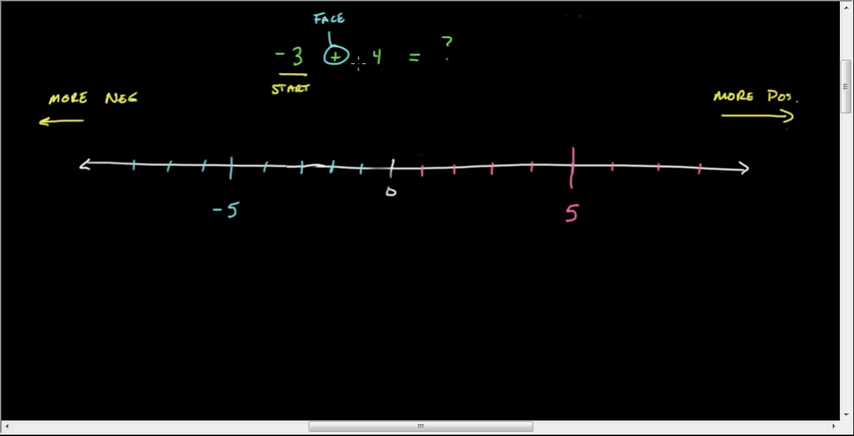 FACE
-3 + 4 = ?
START
MORE NEG
MORE POS.
0
-5
5